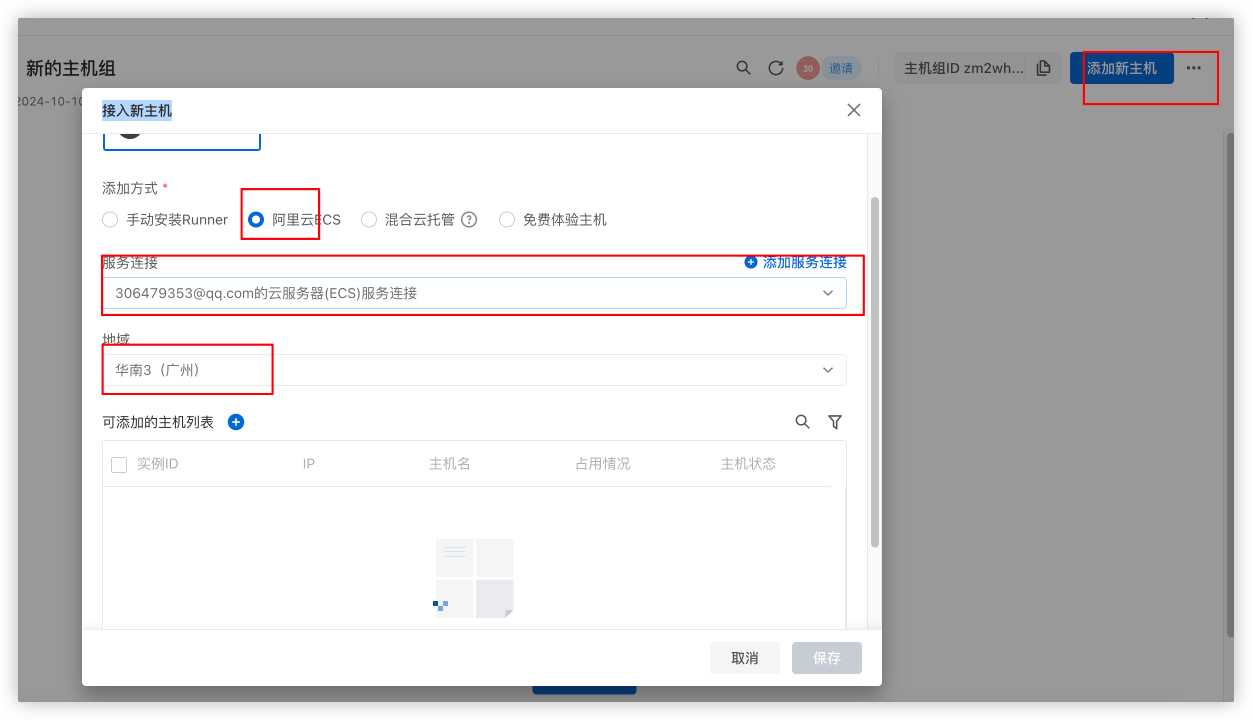 新的主机组
30
邀请
主机组ID zm2wh...
添加新主机
2024-10-10
接入新主机
添加方式 *
手动安装Runner
阿里云ECS
混合云托管
免费体验主机
服务连接
添加服务连接
306479353@qq.com的云服务器(ECS)服务连接
地域
华南3（广州）
可添加的主机列表
实例ID IP 主机名 占用情况 主机状态
取消
保存